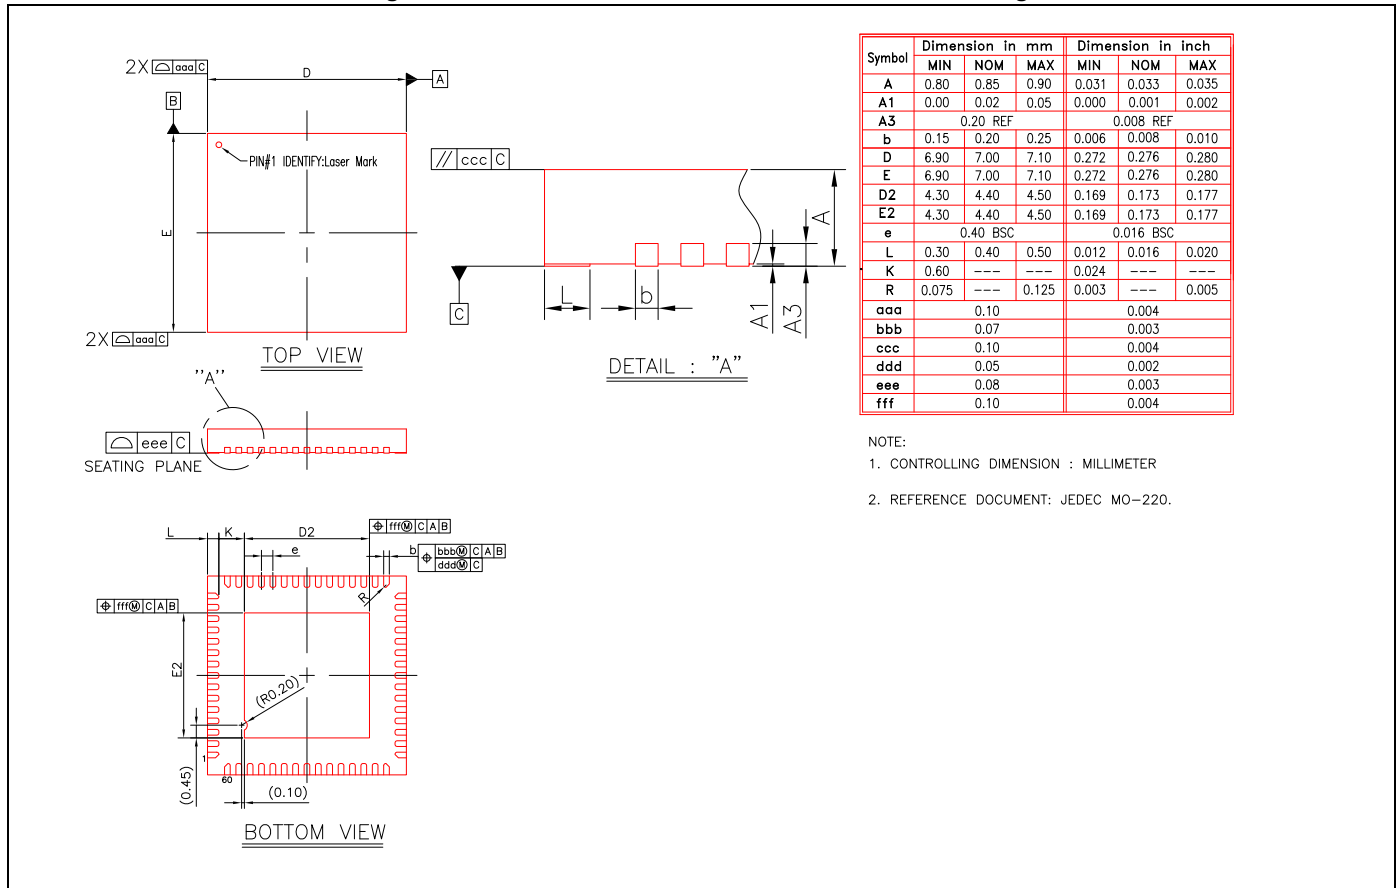 2X aaa C
D
A
B
PIN#1 IDENTIFY:Laser Mark
E
2X aaa C
TOP VIEW
// ccc C
A
C
L
b
A1
A3
DETAIL : "A"
"A"
eee C
SEATING PLANE
L
K
D2
fffⓂ C A B
e
b
bbbⓂ C A B
dddⓂ C
fffⓂ C A B
R
E2
(R0.20)
1
60
(0.45)
(0.10)
BOTTOM VIEW
Symbol Dimension in mm Dimension in inch
MIN NOM MAX MIN NOM MAX
A 0.80 0.85 0.90 0.031 0.033 0.035
A1 0.00 0.02 0.05 0.000 0.001 0.002
A3 0.20 REF 0.008 REF
b 0.15 0.20 0.25 0.006 0.008 0.010
D 6.90 7.00 7.10 0.272 0.276 0.280
E 6.90 7.00 7.10 0.272 0.276 0.280
D2 4.30 4.40 4.50 0.169 0.173 0.177
E2 4.30 4.40 4.50 0.169 0.173 0.177
e 0.40 BSC 0.016 BSC
L 0.30 0.40 0.50 0.012 0.016 0.020
K 0.60 --- --- 0.024 --- ---
R 0.075 --- 0.125 0.003 --- 0.005
aaa 0.10 0.004
bbb 0.07 0.003
ccc 0.10 0.004
ddd 0.05 0.002
eee 0.08 0.003
fff 0.10 0.004
NOTE:
1. CONTROLLING DIMENSION : MILLIMETER
2. REFERENCE DOCUMENT: JEDEC MO-220.